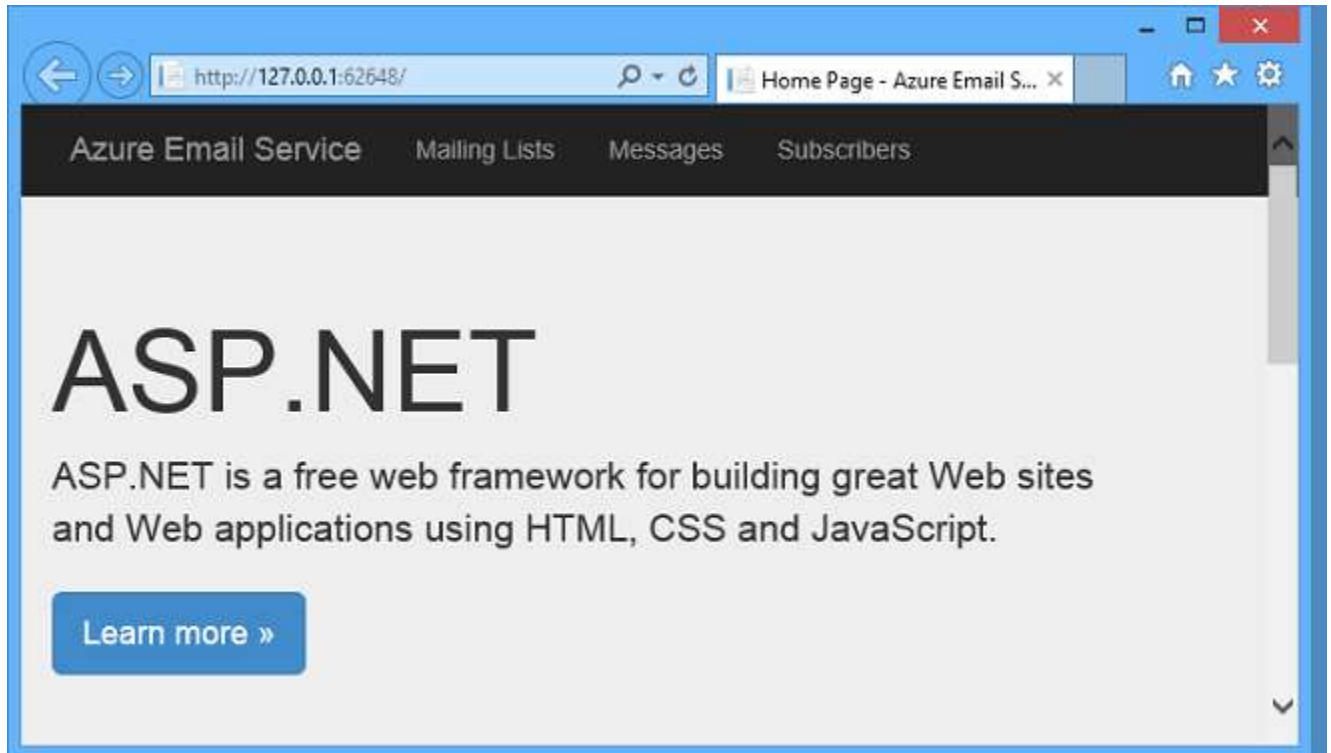 http://127.0.0.1:62648/
Home Page - Azure Email S...
Azure Email Service Mailing Lists Messages Subscribers
ASP.NET
ASP.NET is a free web framework for building great Web sites
and Web applications using HTML, CSS and JavaScript.
Learn more »